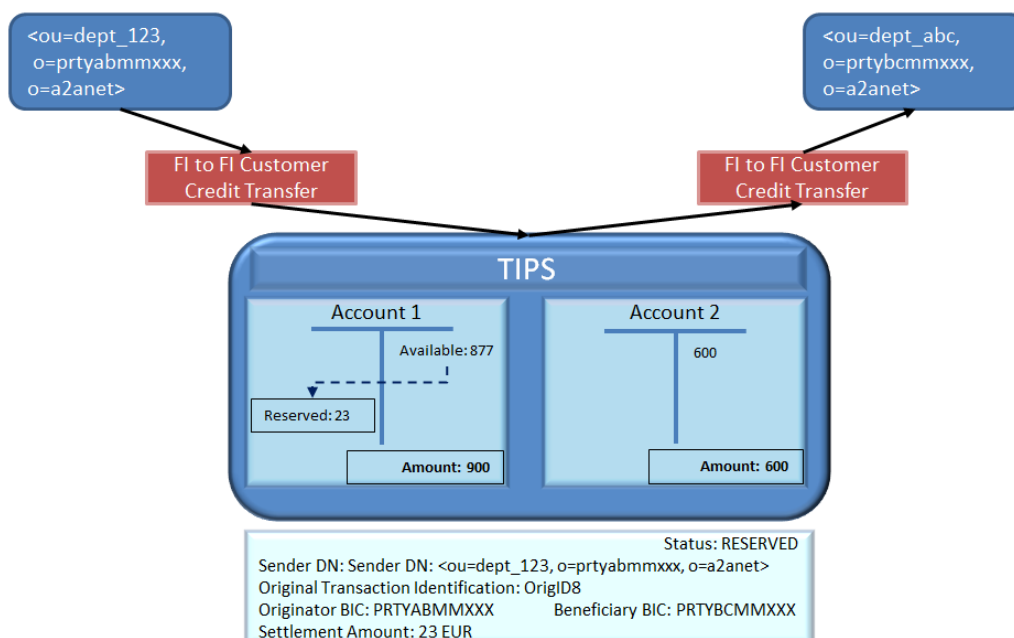 <ou=dept_123,
o=prtyabmmxxx,
o=a2anet>
<ou=dept_abc,
o=prtybcmmxxx,
o=a2anet>
FI to FI Customer
Credit Transfer
FI to FI Customer
Credit Transfer
TIPS
Account 1
Available: 877
Reserved: 23
Amount: 900
Account 2
600
Amount: 600
Status: RESERVED
Sender DN: Sender DN: <ou=dept_123, o=prtyabmmxxx, o=a2anet>
Original Transaction Identification: OrigID8
Originator BIC: PRTYABMMXXX Beneficiary BIC: PRTYBCMMXXX
Settlement Amount: 23 EUR